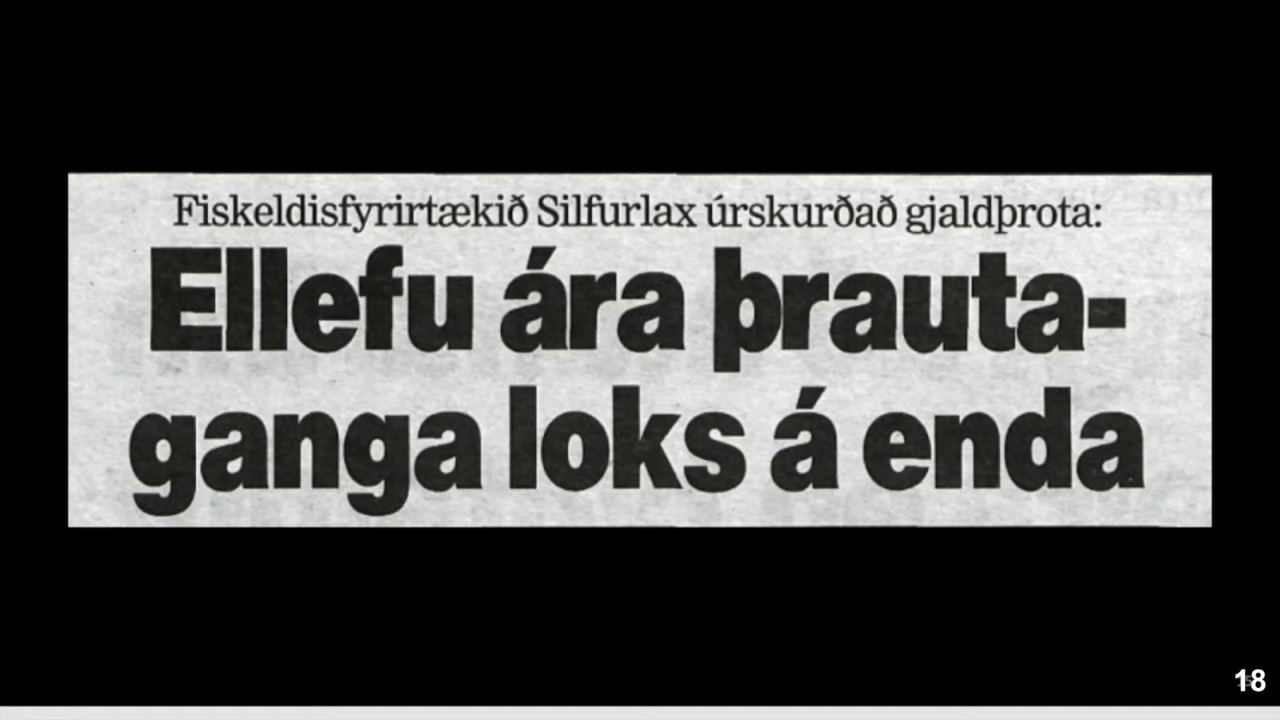 Fiskeldisfyrirtækið Silfurlax úrskurðað gjaldþrota:
Ellefu ára þrauta-
ganga loks á enda
18